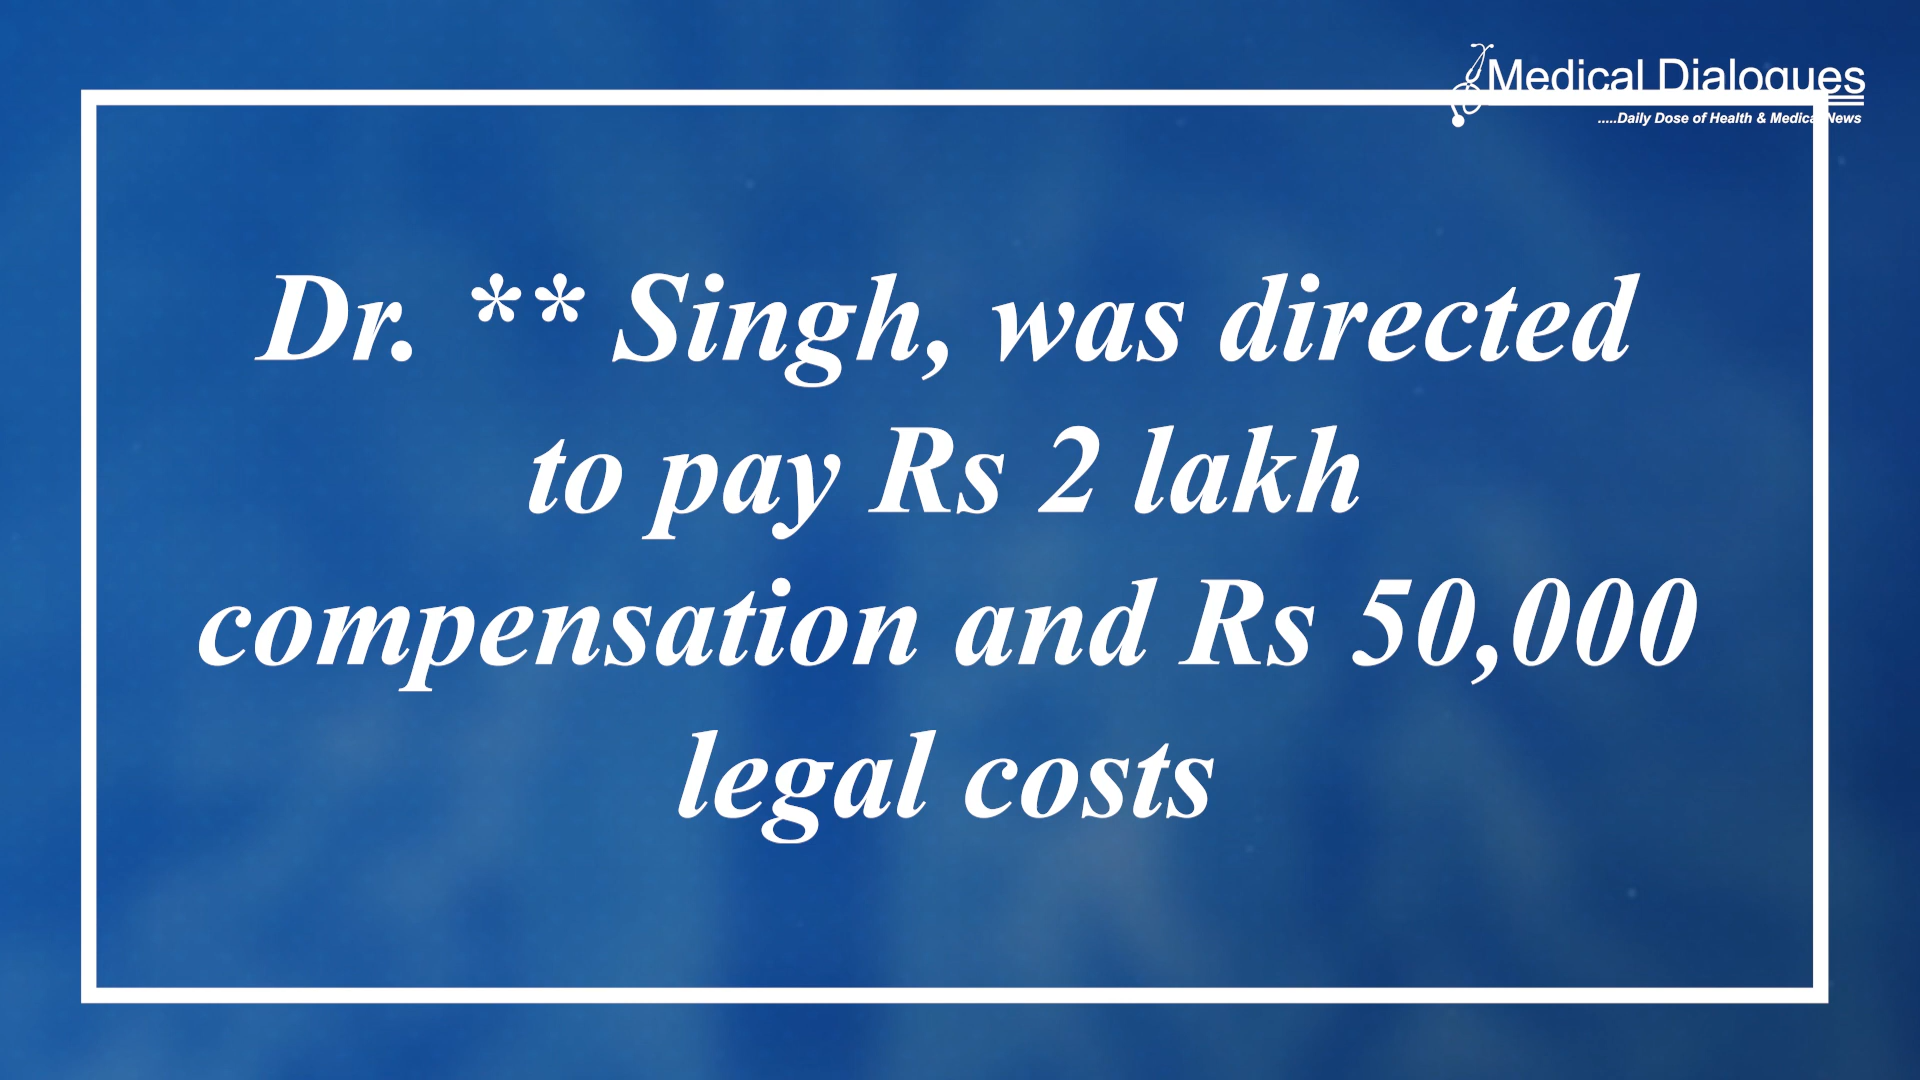 Medical Dialogues
.....Daily Dose of Health & Medical News
Dr. ** Singh, was directed
to pay Rs 2 lakh
compensation and Rs 50,000
legal costs